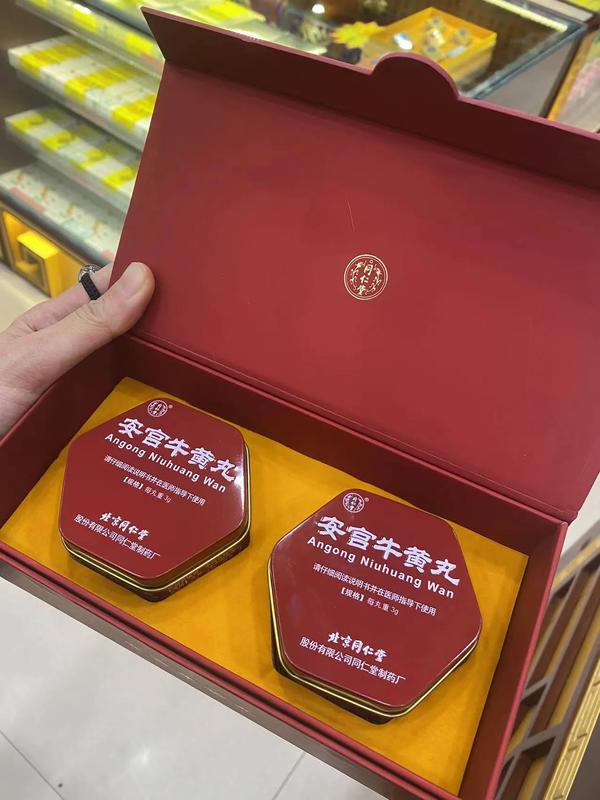 同仁堂
安宫牛黄丸
Angong Niuhuang Wan
请仔细阅读说明书并在医师指导下使用
【规格】每丸重3g
北京同仁堂
股份有限公司同仁堂制药厂
安宫牛黄丸
Angong Niuhuang Wan
请仔细阅读说明书并在医师指导下使用
【规格】每丸重3g
北京同仁堂
股份有限公司同仁堂制药厂